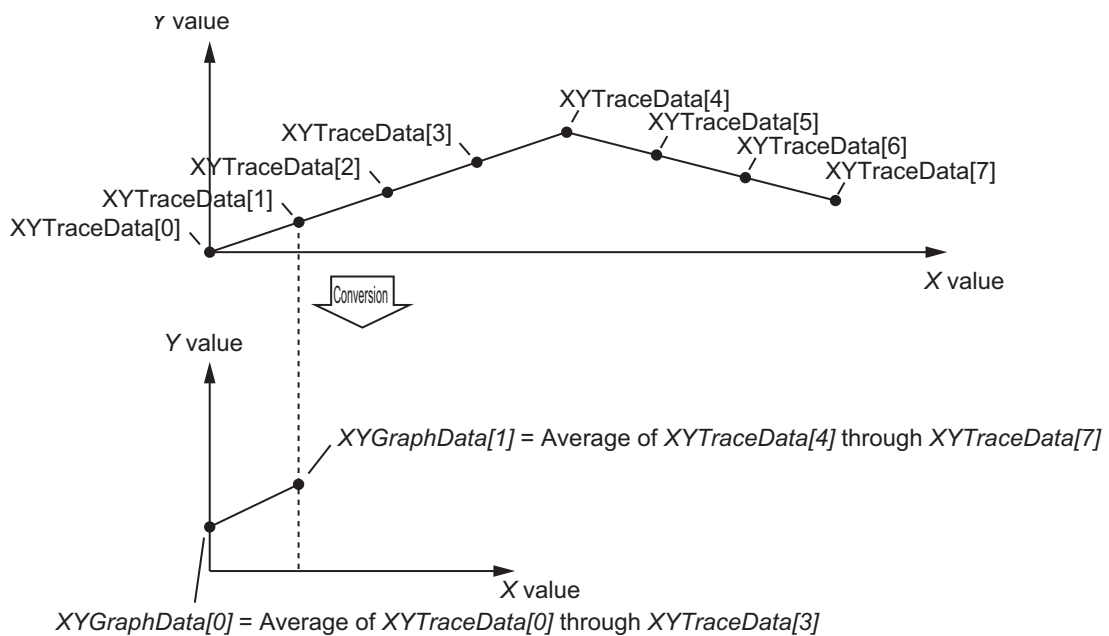 Y value
XYTraceData[4]
XYTraceData[5]
XYTraceData[3]
XYTraceData[6]
XYTraceData[2]
XYTraceData[7]
XYTraceData[1]
XYTraceData[0]
X value
Conversion
Y value
XYGraphData[1] = Average of XYTraceData[4] through XYTraceData[7]
X value
XYGraphData[0] = Average of XYTraceData[0] through XYTraceData[3]